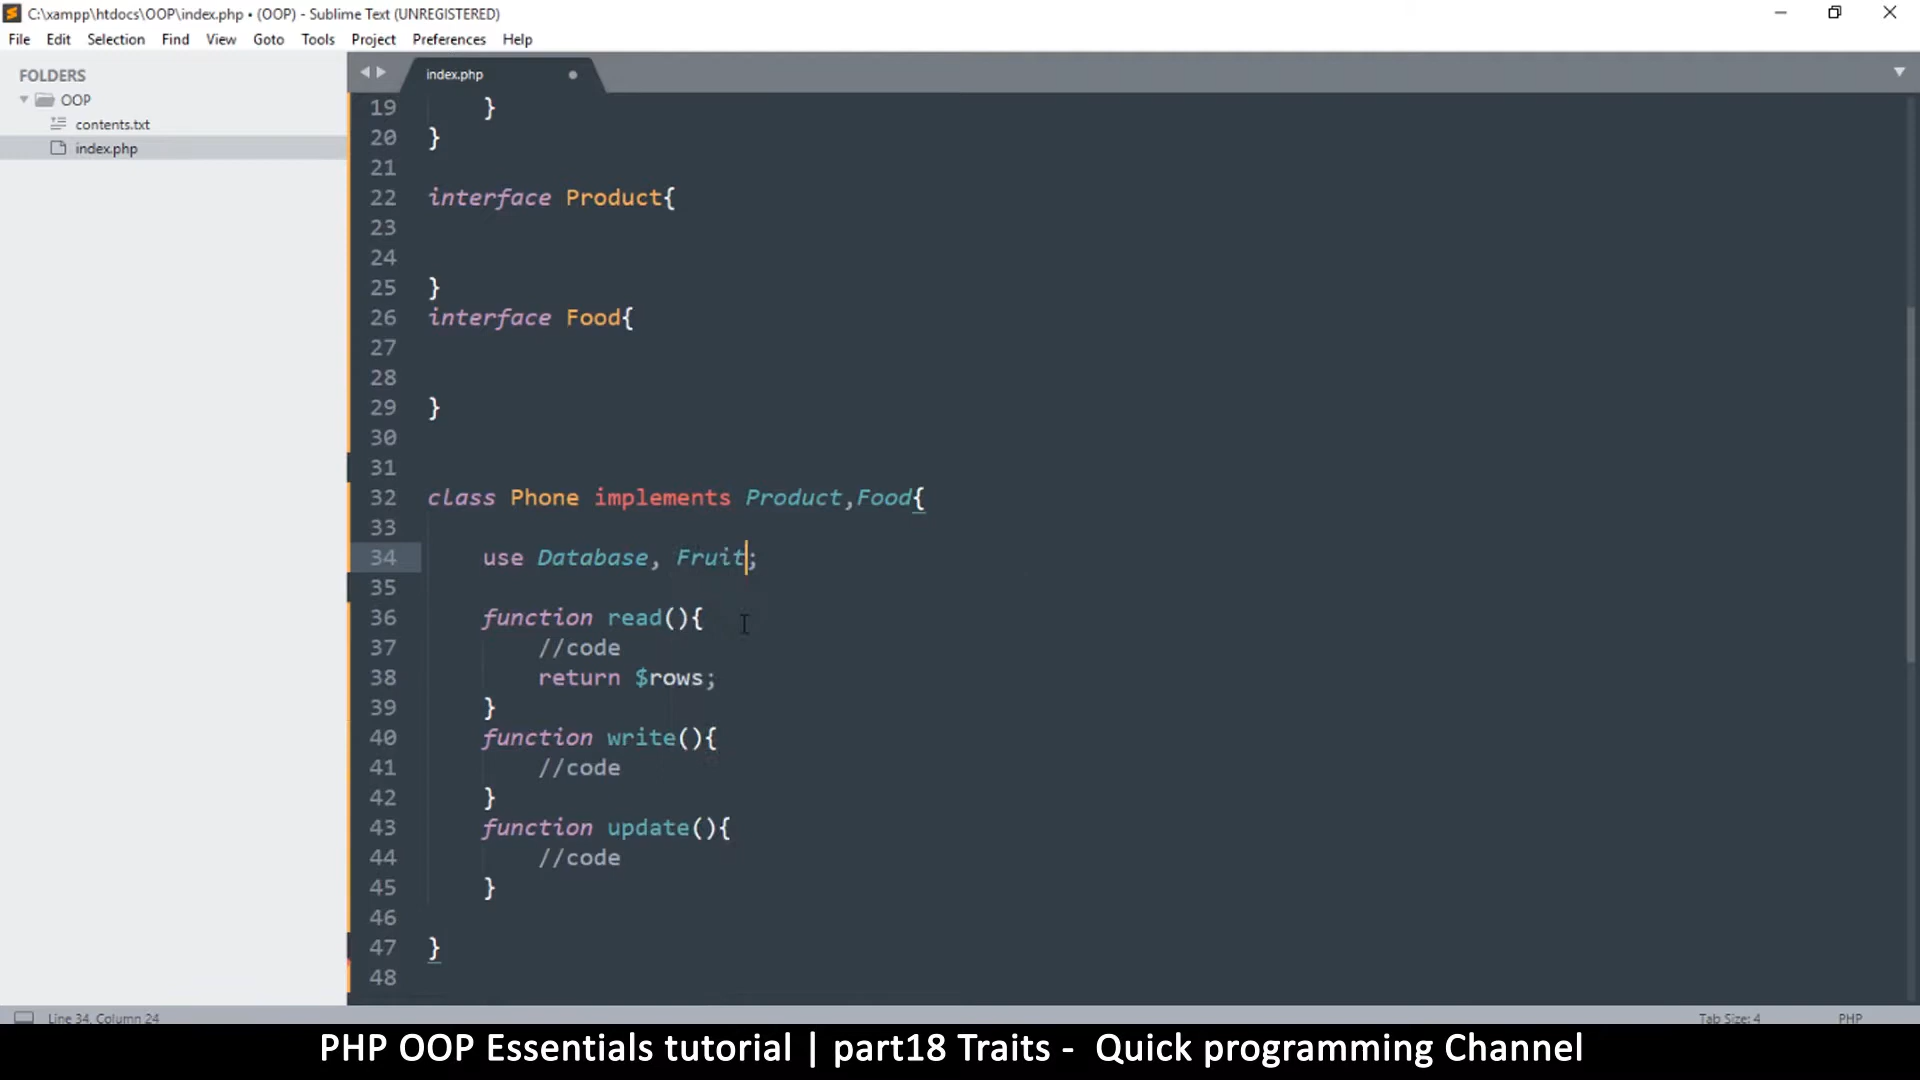 C:\xampp\htdocs\OOP\index.php • (OOP) - Sublime Text (UNREGISTERED)
File Edit Selection Find View Goto Tools Project Preferences Help
FOLDERS
OOP
contents.txt
index.php
index.php
19 }
20 }
21
22 interface Product{
23
24
25 }
26 interface Food{
27
28
29 }
30
31
32 class Phone implements Product,Food{
33
34 use Database, Fruit;
35
36 function read(){
37 //code
38 return $rows;
39 }
40 function write(){
41 //code
42 }
43 function update(){
44 //code
45 }
46
47 }
48
Line 34, Column 24 Tab Size: 4 PHP
PHP OOP Essentials tutorial | part18 Traits - Quick programming Channel